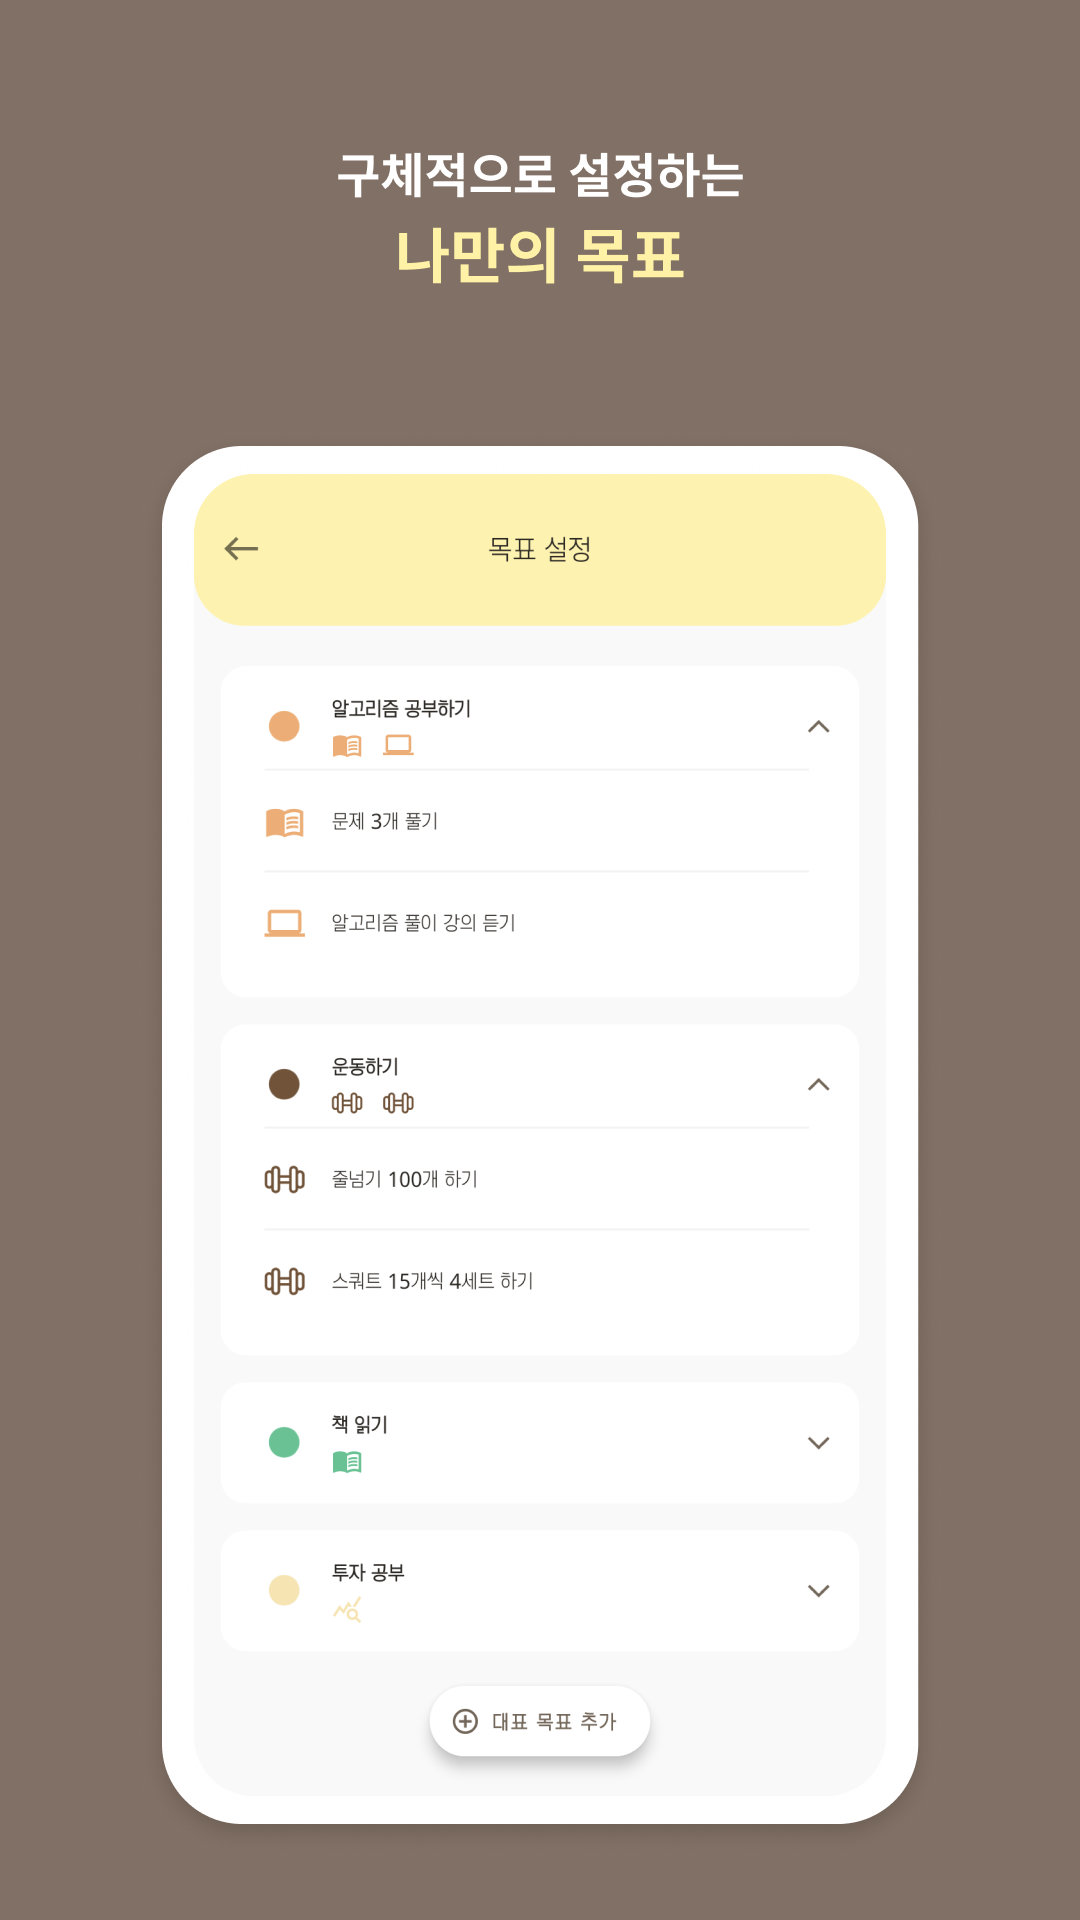 구체적으로 설정하는
나만의 목표
목표 설정
알고리즘 공부하기
문제 3개 풀기
알고리즘 풀이 강의 듣기
운동하기
줄넘기 100개 하기
스쿼트 15개씩 4세트 하기
책 읽기
투자 공부
대표 목표 추가